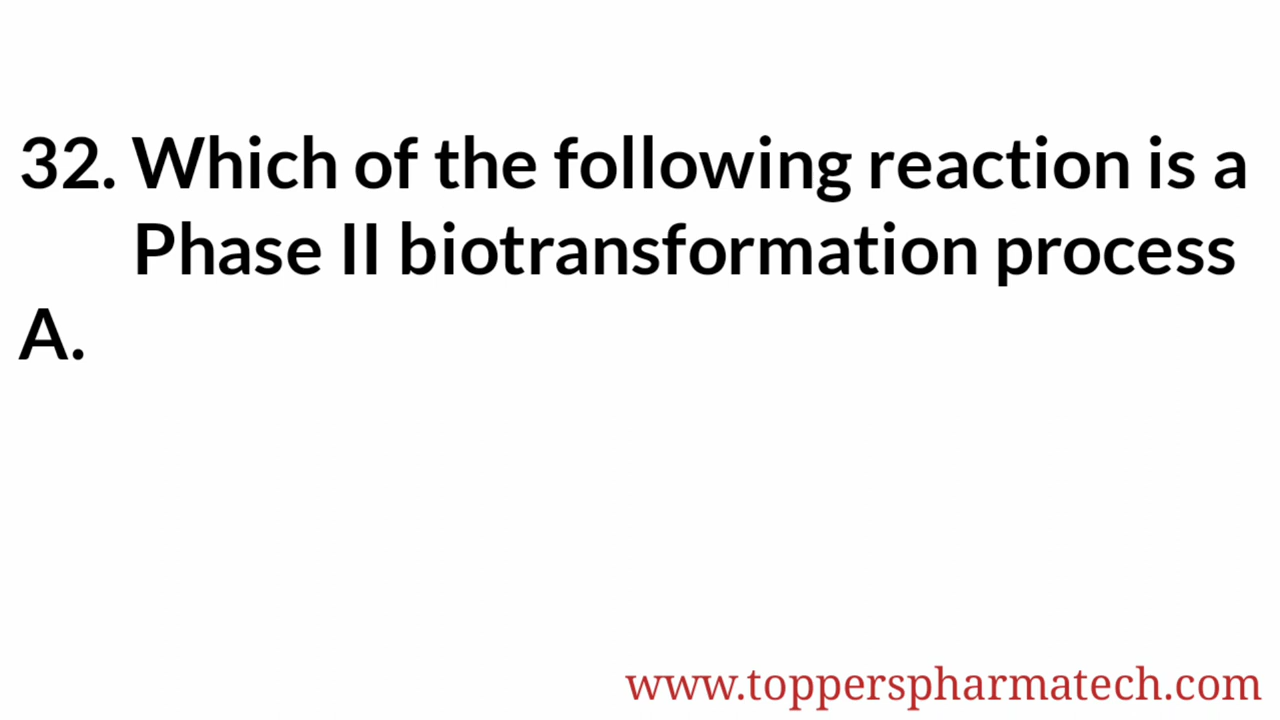 32. Which of the following reaction is a
Phase II biotransformation process
A.
www.topperspharmatech.com